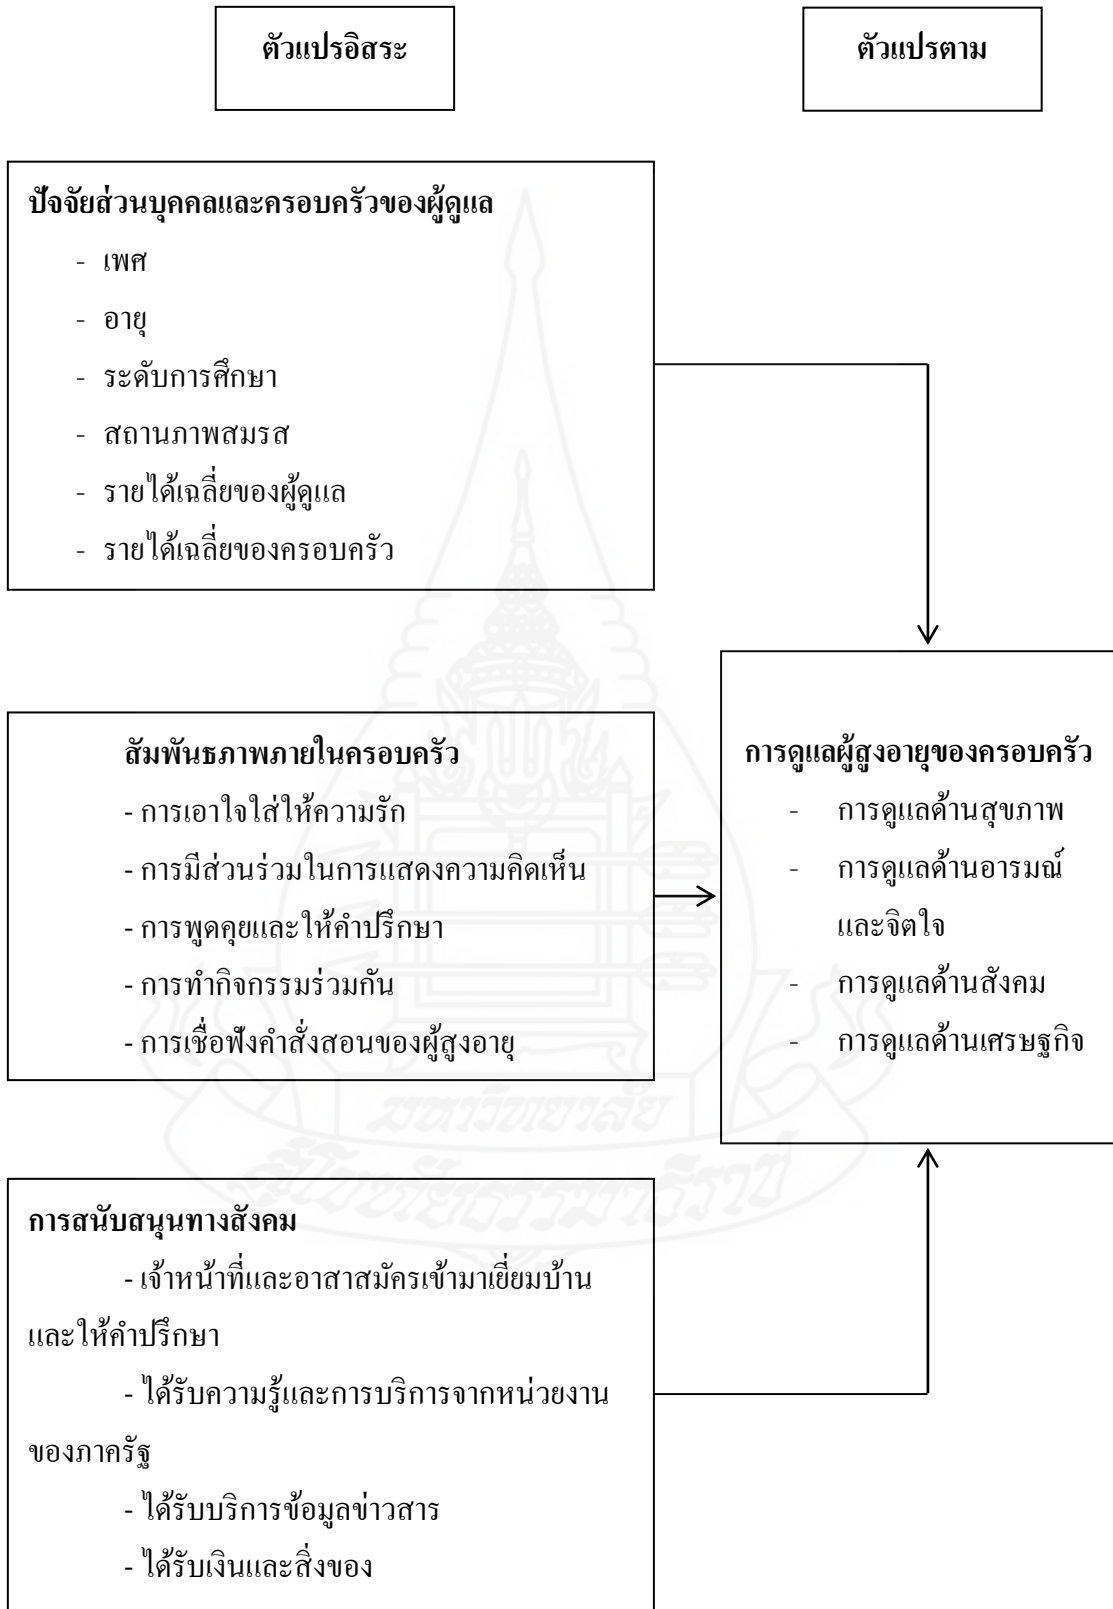 ตัวแปรอิสระ
ตัวแปรตาม
ปัจจัยส่วนบุคคลและครอบครัวของผู้ดูแล
- เพศ
- อายุ
- ระดับการศึกษา
- สถานภาพสมรส
- รายได้เฉลี่ยของผู้ดูแล
- รายได้เฉลี่ยของครอบครัว
สัมพันธภาพภายในครอบครัว
- การเอาใจใส่ให้ความรัก
- การมีส่วนร่วมในการแสดงความคิดเห็น
- การพูดคุยและให้คำปรึกษา
- การทำกิจกรรมร่วมกัน
- การเชื่อฟังคำสั่งสอนของผู้สูงอายุ
การดูแลผู้สูงอายุของครอบครัว
- การดูแลด้านสุขภาพ
- การดูแลด้านอารมณ์
และจิตใจ
- การดูแลด้านสังคม
- การดูแลด้านเศรษฐกิจ
การสนับสนุนทางสังคม
- เจ้าหน้าที่และอาสาสมัครเข้ามาเยี่ยมบ้าน
และให้คำปรึกษา
- ได้รับความรู้และการบริการจากหน่วยงาน
ของภาครัฐ
- ได้รับบริการข้อมูลข่าวสาร
- ได้รับเงินและสิ่งของ
มหาวิทยาลัย
สุโขทัยธรรมาธิราช